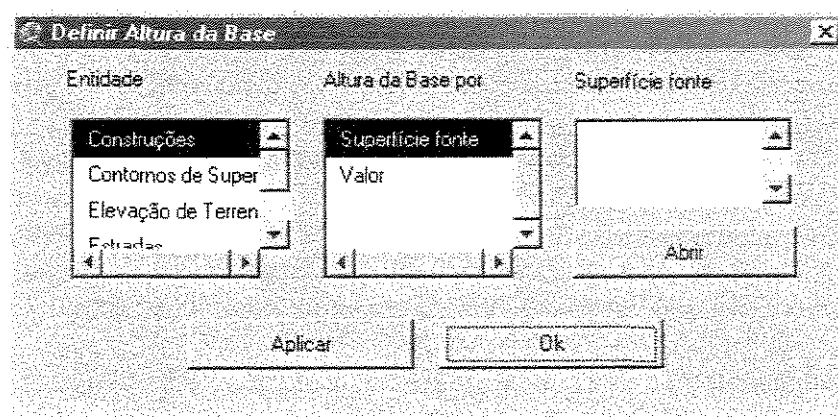 Definir Altura da Base
Entidade
Altura da Base por
Superfície fonte
Construções
Contornos de Super
Elevação de Terren
Estradas
Superfície fonte
Valor
Abrir
Aplicar
Ok